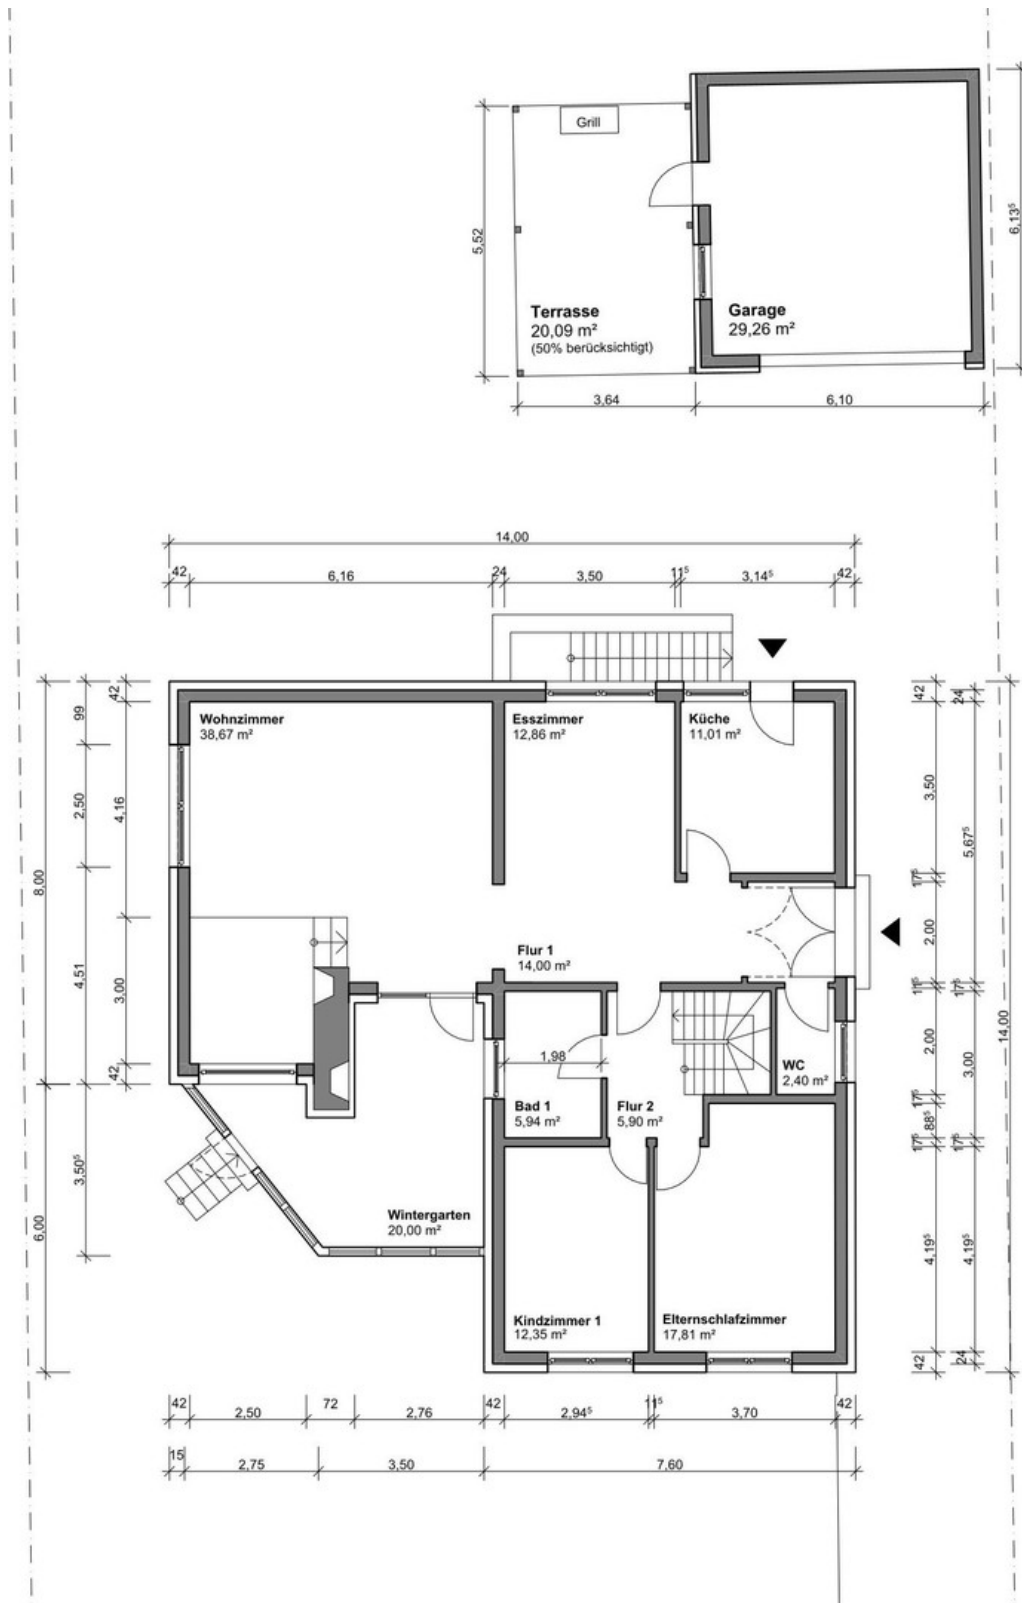 Grill
5,52
6,13⁵
Terrasse
20,09 m²
(50% berücksichtigt)
Garage
29,26 m²
3,64
6,10
14,00
42
6,16
24
3,50
11⁵
3,14⁵
42
42
99
2,50
4,16
8,00
4,51
3,00
42
3,50⁵
6,00
Wohnzimmer
38,67 m²
Esszimmer
12,86 m²
Küche
11,01 m²
Flur 1
14,00 m²
1,98
Bad 1
5,94 m²
Flur 2
5,90 m²
WC
2,40 m²
Wintergarten
20,00 m²
Kindzimmer 1
12,35 m²
Elternschlafzimmer
17,81 m²
42
24
3,50
5,67⁵
17⁵
2,00
11⁵
17⁵
2,00
3,00
14,00
17⁵
88⁵
17⁵
17⁵
4,19⁵
4,19⁵
42
24
42
2,50
72
2,76
42
2,94⁵
11⁵
3,70
42
15
2,75
3,50
7,60